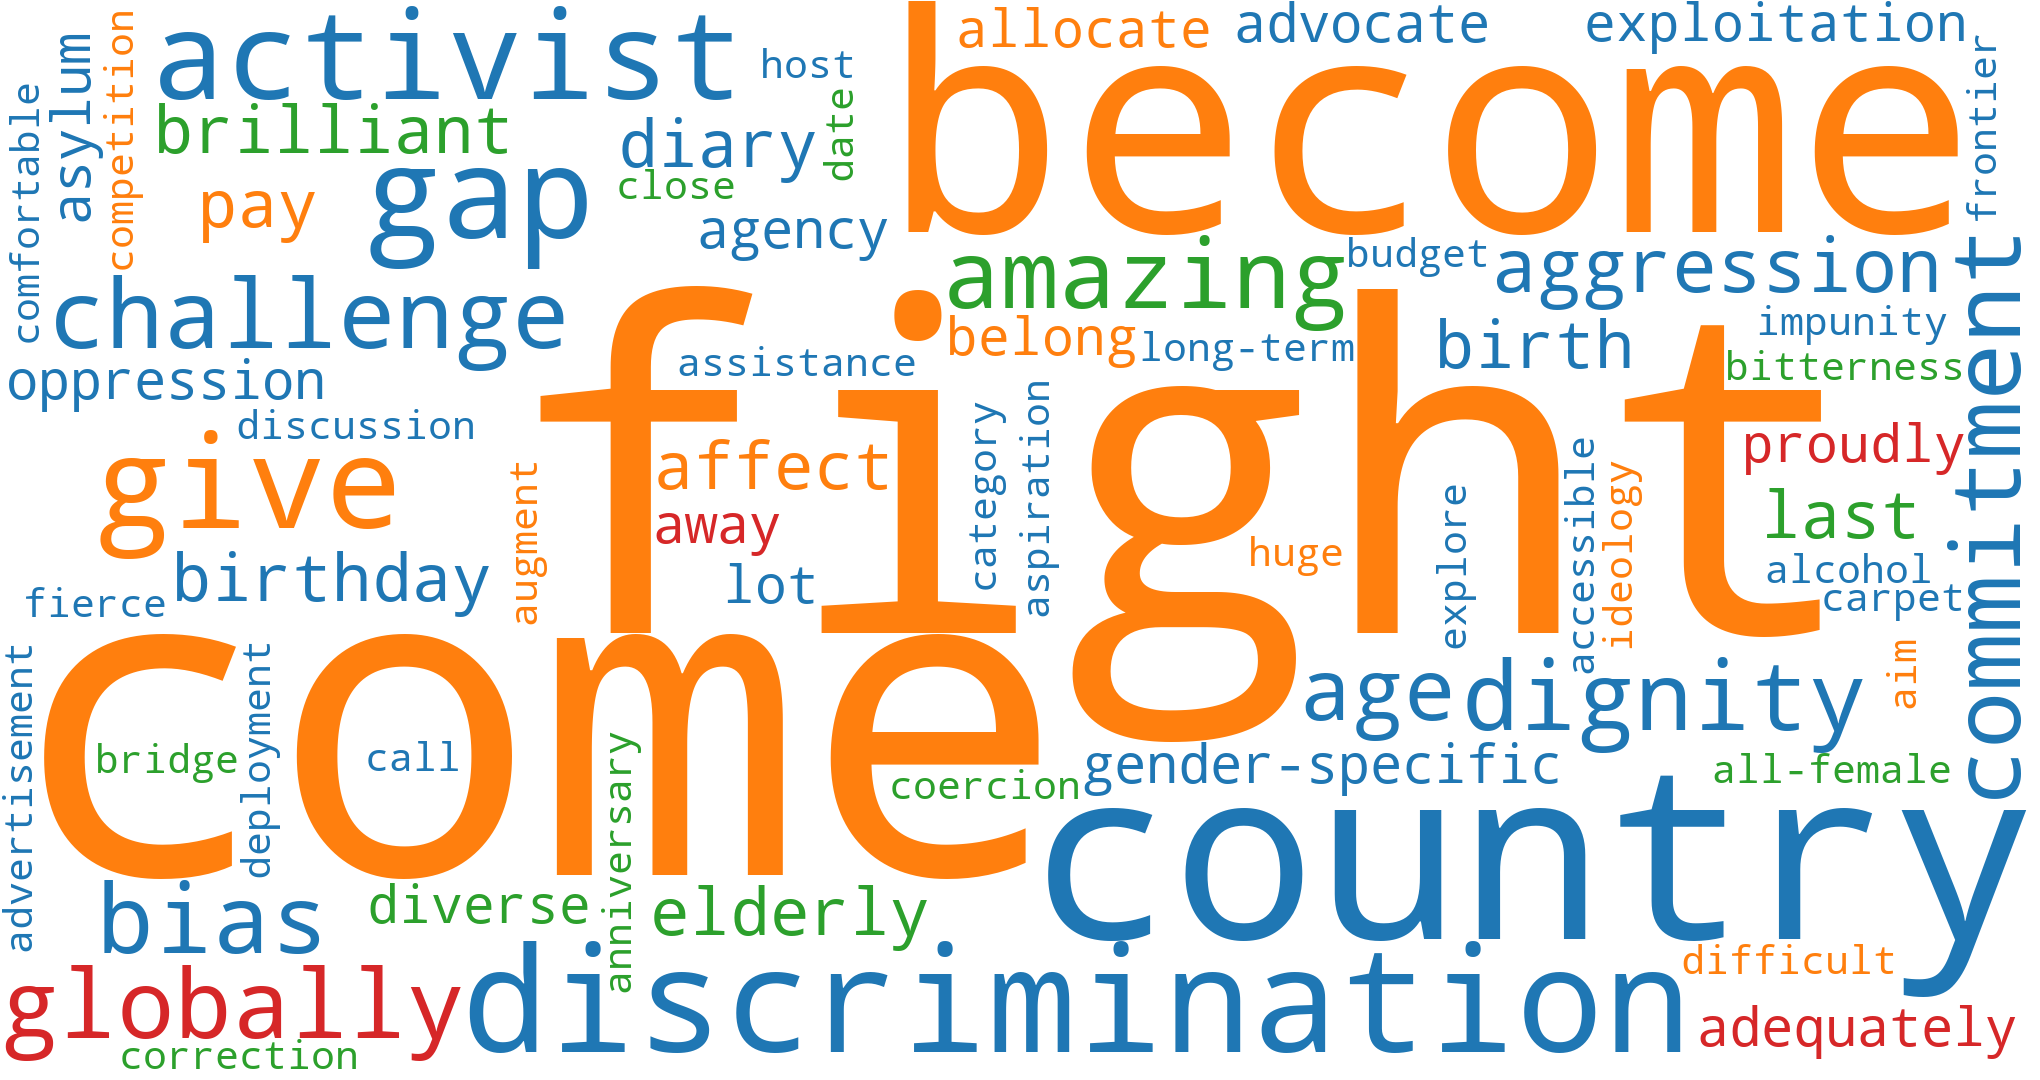 activist
become
allocate
advocate
exploitation
host
asylum
competition
comfortable
brilliant
diary
date
frontier
pay
gap
close
agency
amazing
budget
aggression
commitment
challenge
belong
long-term
birth
impunity
bitterness
oppression
assistance
fight
discussion
give
affect
away
category
aspiration
explore
accessible
ideology
proudly
last
huge
augment
birthday
fierce
lot
alcohol
carpet
come
age
dignity
aim
advertisement
bridge
deployment
call
anniversary
coercion
gender-specific
all-female
country
bias
diverse
elderly
globally
discrimination
difficult
adequately
correction